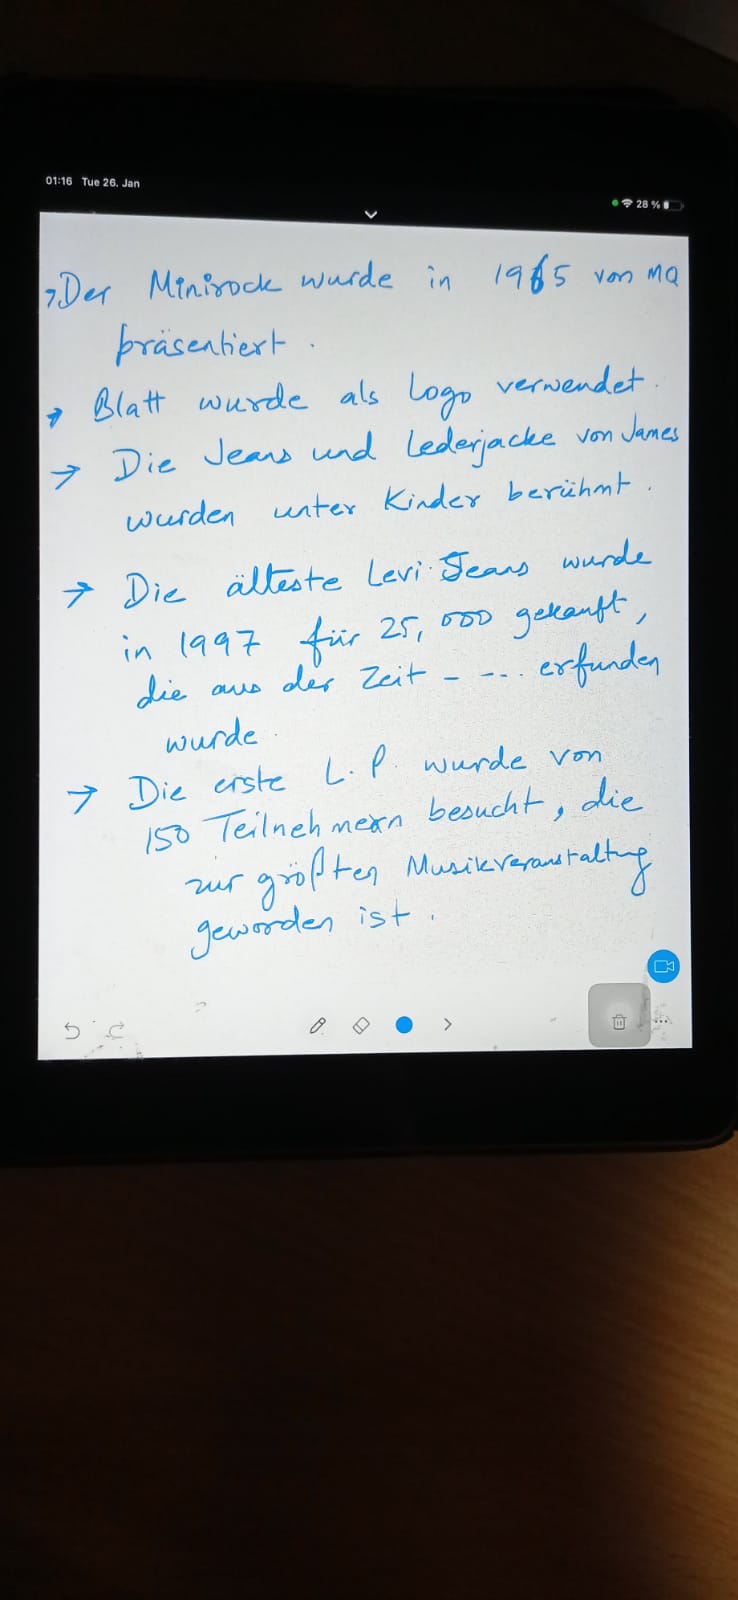 01:16 Tue 26. Jan
28 %
→ Der Minirock wurde in 1965 von MQ
präsentiert.
→ Blatt wurde als Logo verwendet.
→ Die Jeans und Lederjacke von James
wurden unter Kinder berühmt.
→ Die älteste Levi Jeans wurde
in 1997 für 25,000 gekauft,
die aus der Zeit - --.. erfunden
wurde.
→ Die erste L.P. wurde von
150 Teilnehmern besucht, die
zur größten Musikveranstaltung
geworden ist.